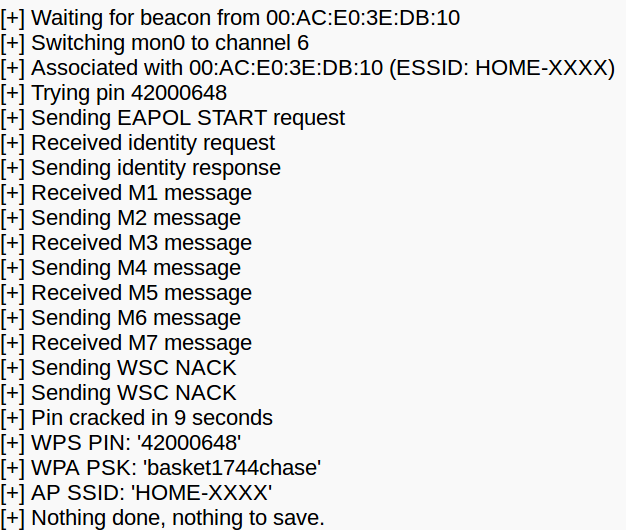 [+] Waiting for beacon from 00:AC:E0:3E:DB:10
[+] Switching mon0 to channel 6
[+] Associated with 00:AC:E0:3E:DB:10 (ESSID: HOME-XXXX)
[+] Trying pin 42000648
[+] Sending EAPOL START request
[+] Received identity request
[+] Sending identity response
[+] Received M1 message
[+] Sending M2 message
[+] Received M3 message
[+] Sending M4 message
[+] Received M5 message
[+] Sending M6 message
[+] Received M7 message
[+] Sending WSC NACK
[+] Sending WSC NACK
[+] Pin cracked in 9 seconds
[+] WPS PIN: '42000648'
[+] WPA PSK: 'basket1744chase'
[+] AP SSID: 'HOME-XXXX'
[+] Nothing done, nothing to save.